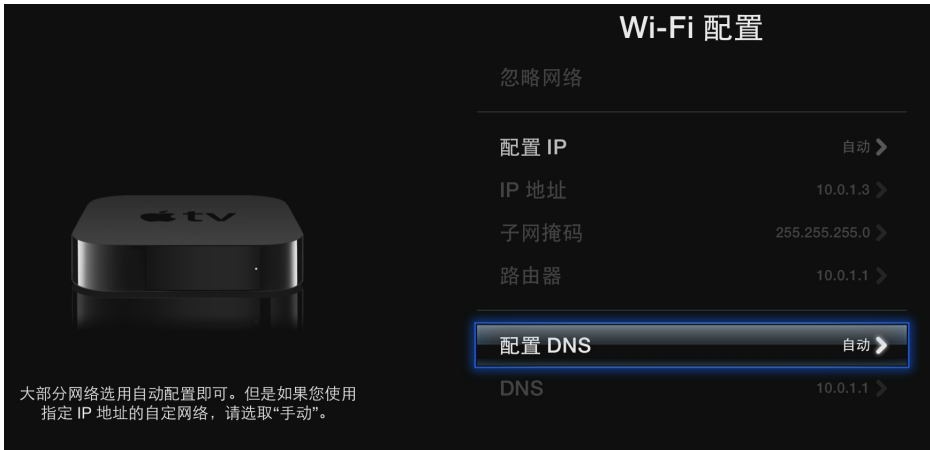 Wi-Fi 配置
忽略网络
配置 IP 自动
IP 地址 10.0.1.3
子网掩码 255.255.255.0
路由器 10.0.1.1
配置 DNS 自动
DNS 10.0.1.1
tv
大部分网络选用自动配置即可。但是如果您使用
指定 IP 地址的自定网络，请选取“手动”。